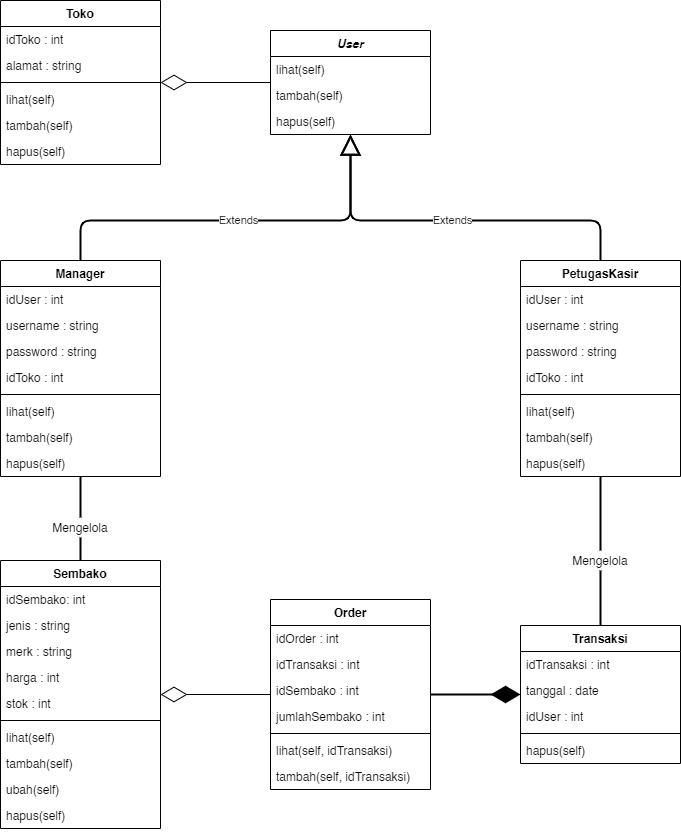 Toko
idToko : int
alamat : string
lihat(self)
tambah(self)
hapus(self)
User
lihat(self)
tambah(self)
hapus(self)
Extends
Extends
Manager
idUser : int
username : string
password : string
idToko : int
lihat(self)
tambah(self)
hapus(self)
PetugasKasir
idUser : int
username : string
password : string
idToko : int
lihat(self)
tambah(self)
hapus(self)
Mengelola
Mengelola
Sembako
idSembako: int
jenis : string
merk : string
harga : int
stok : int
lihat(self)
tambah(self)
ubah(self)
hapus(self)
Order
idOrder : int
idTransaksi : int
idSembako : int
jumlahSembako : int
lihat(self, idTransaksi)
tambah(self, idTransaksi)
Transaksi
idTransaksi : int
tanggal : date
idUser : int
hapus(self)